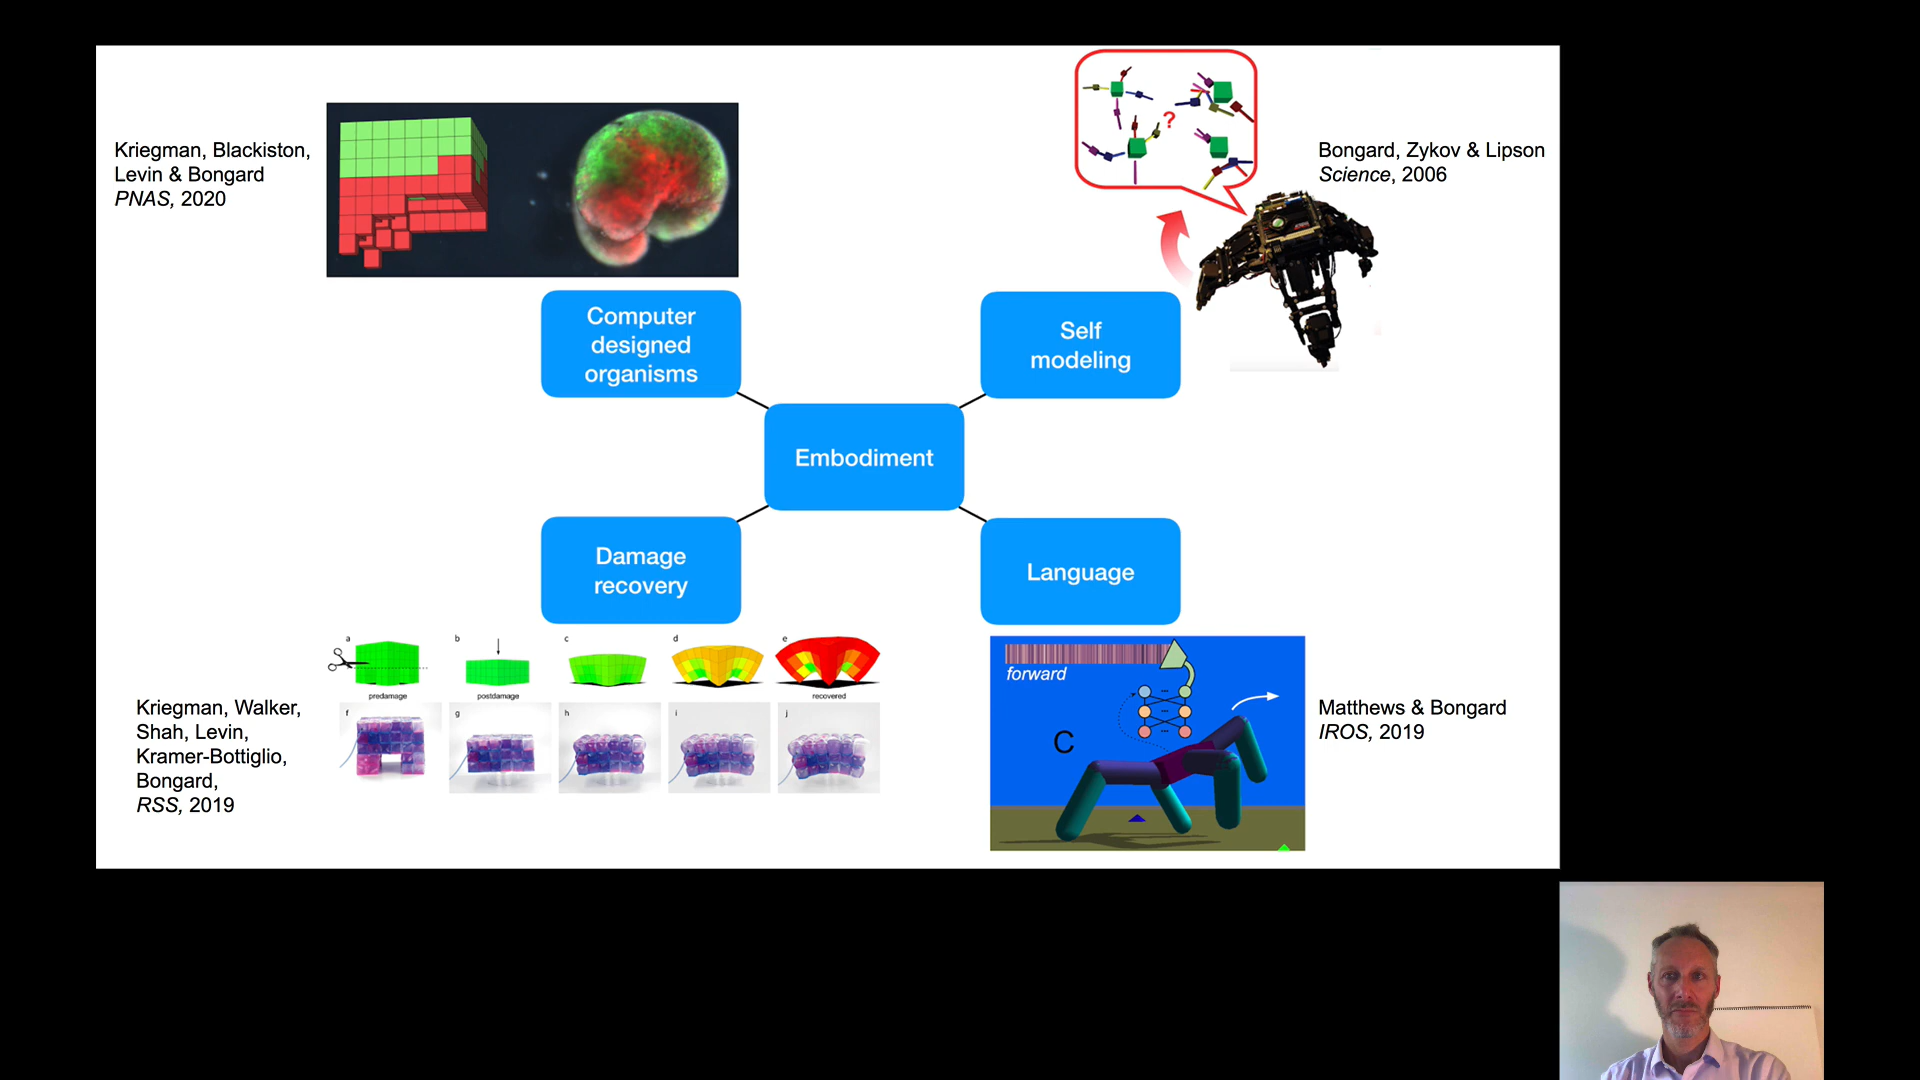 Kriegman, Blackiston,
Levin & Bongard
PNAS, 2020
?
Bongard, Zykov & Lipson
Science, 2006
Computer
designed
organisms
Self
modeling
Embodiment
Damage
recovery
Language
a
b
c
d
e
predamage
postdamage
recovered
f
g
h
i
j
Kriegman, Walker,
Shah, Levin,
Kramer-Bottiglio,
Bongard,
RSS, 2019
forward
...
...
...
C
Matthews & Bongard
IROS, 2019